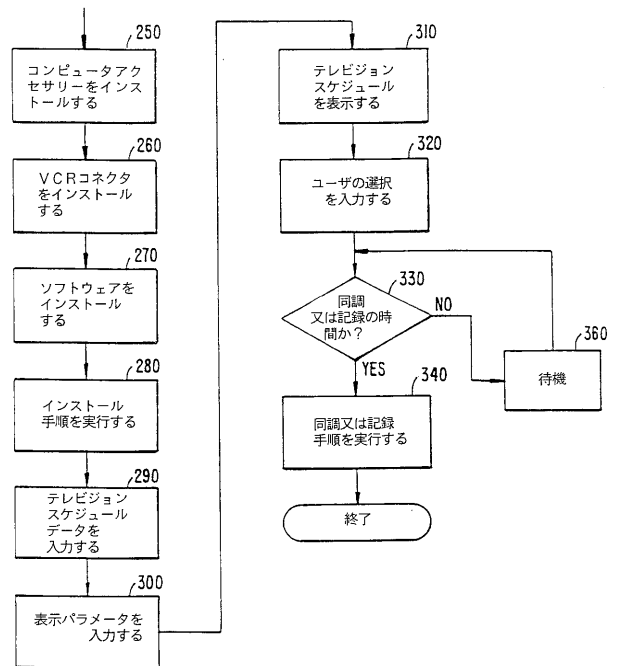 250
コンピュータアク
セサリーをインス
トールする
260
VCRコネクタ
をインストール
する
270
ソフトウェアを
インストール
する
280
インストール
手順を実行する
290
テレビジョン
スケジュール
データを
入力する
300
表示パラメータを
入力する
310
テレビジョン
スケジュール
を表示する
320
ユーザの選択
を入力する
330
同調
又は記録の時
間か?
NO
YES
360
待機
340
同調又は記録
手順を実行する
終了